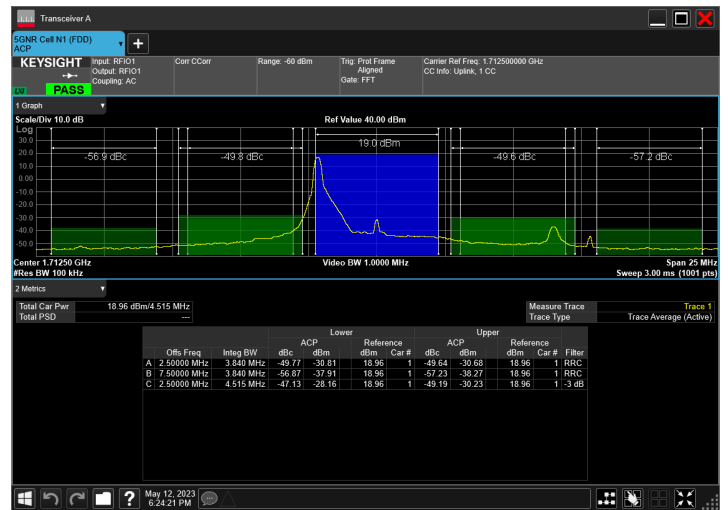 Transceiver A
5GNR Cell N1 (FDD)
ACP
KEYSIGHT
LXI
PASS
Input: RFIO1
Output: RFIO1
Coupling: AC
Corr CCorr
Range: -60 dBm
Trig: Prot Frame
Aligned
Gate: FFT
Carrier Ref Freq: 1.712500000 GHz
CC Info: Uplink, 1 CC
1 Graph
Scale/Div 10.0 dB
Ref Value 40.00 dBm
Log
30.0
20.0
10.0
0.00
-10.0
-20.0
-30.0
-40.0
-50.0
-56.9 dBc
-49.8 dBc
19.0 dBm
-49.6 dBc
-57.2 dBc
Center 1.71250 GHz
#Res BW 100 kHz
Video BW 1.0000 MHz
Span 25 MHz
Sweep 3.00 ms (1001 pts)
2 Metrics
Total Car Pwr 18.96 dBm/4.515 MHz
Total PSD ---
Measure Trace Trace 1
Trace Type Trace Average (Active)
Lower Upper
ACP Reference ACP Reference
Offs Freq Integ BW dBc dBm dBm Car # dBc dBm dBm Car # Filter
A 2.50000 MHz 3.840 MHz -49.77 -30.81 18.96 1 -49.64 -30.68 18.96 1 RRC
B 7.50000 MHz 3.840 MHz -56.87 -37.91 18.96 1 -57.23 -38.27 18.96 1 RRC
C 2.50000 MHz 4.515 MHz -47.13 -28.16 18.96 1 -49.19 -30.23 18.96 1 -3 dB
May 12, 2023
6:24:21 PM